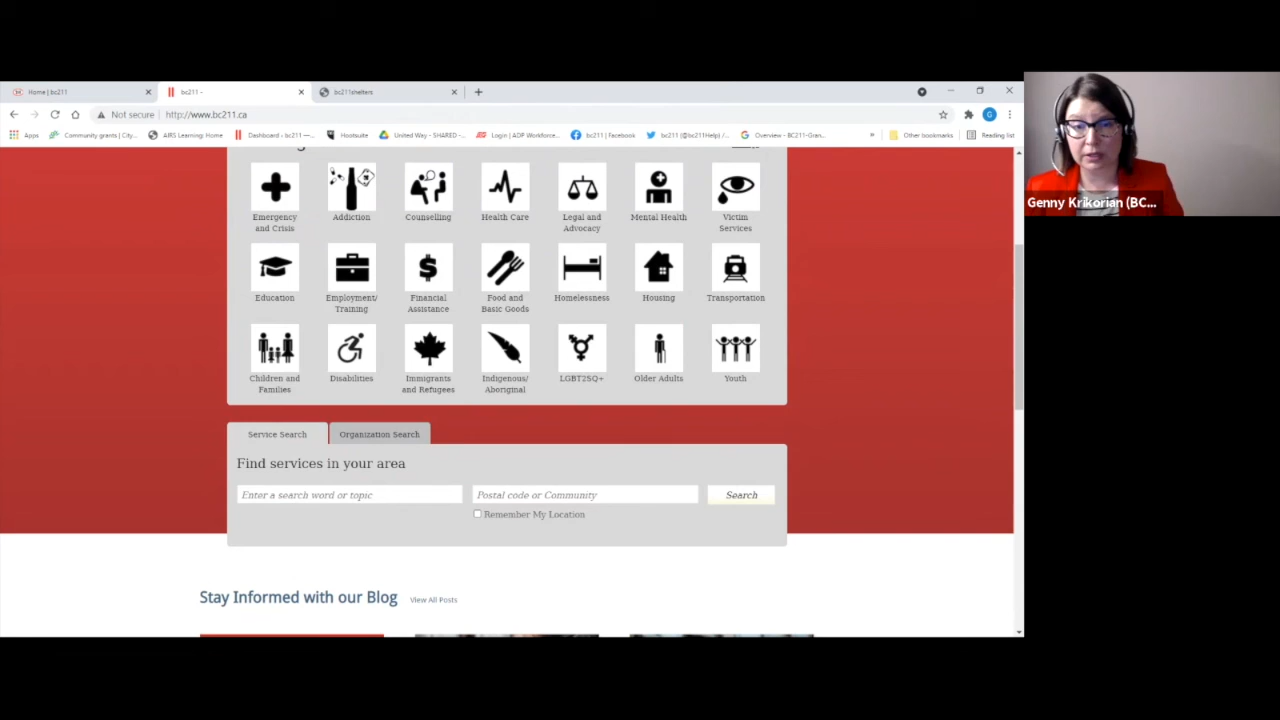 Home | bc211
bc211 -
bc211shelters
Not secure | http://www.bc211.ca
Apps
Community grants | City...
AIRS Learning: Home
Dashboard - bc211 —...
Hootsuite
United Way - SHARED -...
Login | ADP Workforce...
bc211 | Facebook
bc211 (@bc211Help) /...
Overview - BC211-Gran...
»
Other bookmarks
Reading list
Emergency and Crisis
Addiction
Counselling
Health Care
Legal and Advocacy
Mental Health
Victim Services
Education
Employment/ Training
Financial Assistance
Food and Basic Goods
Homelessness
Housing
Transportation
Children and Families
Disabilities
Immigrants and Refugees
Indigenous/ Aboriginal
LGBT2SQ+
Older Adults
Youth
Service Search
Organization Search
Find services in your area
Enter a search word or topic
Postal code or Community
Search
Remember My Location
Stay Informed with our Blog
View All Posts
Genny Krikorian (BC...